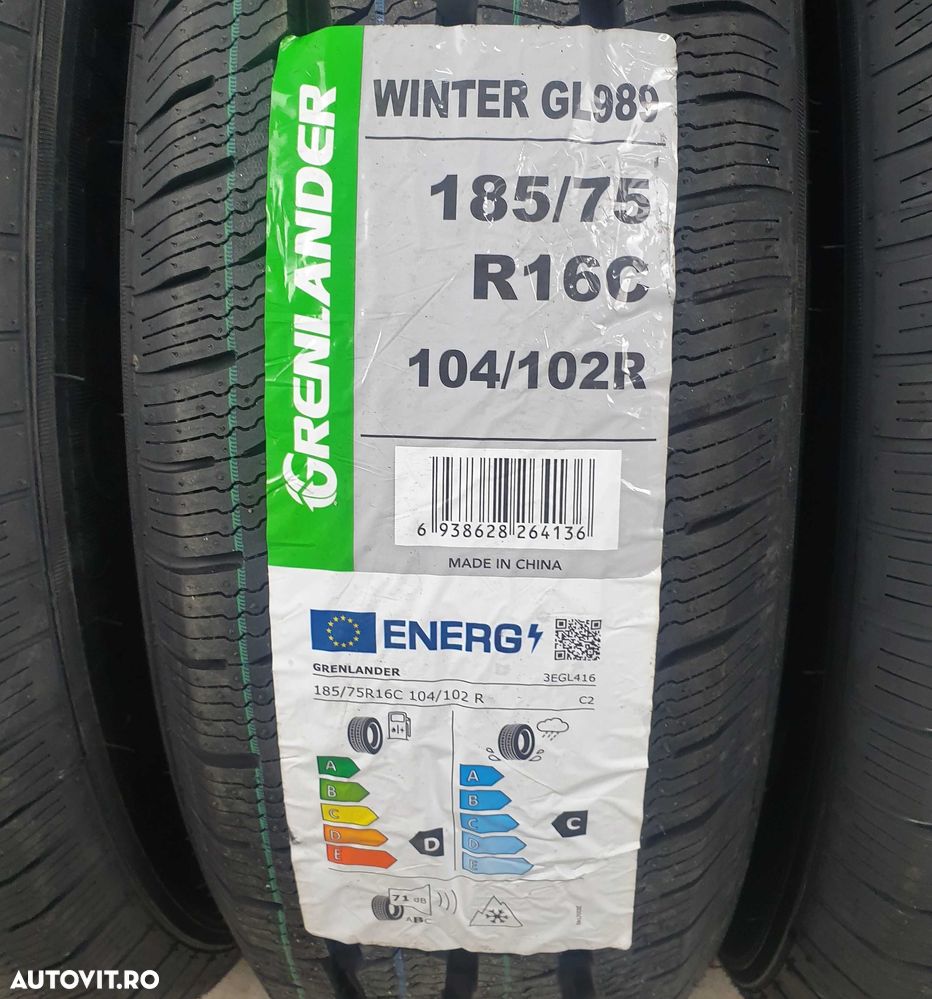 GRENLANDER
WINTER GL989
185/75
R16C
104/102R
6 938628 264136
MADE IN CHINA
ENERG
GRENLANDER
3EGL416
185/75R16C 104/102 R
C2
A
B
C
D
E
D
A
B
C
D
E
C
71 dB
ABC
AUTOVIT.RO